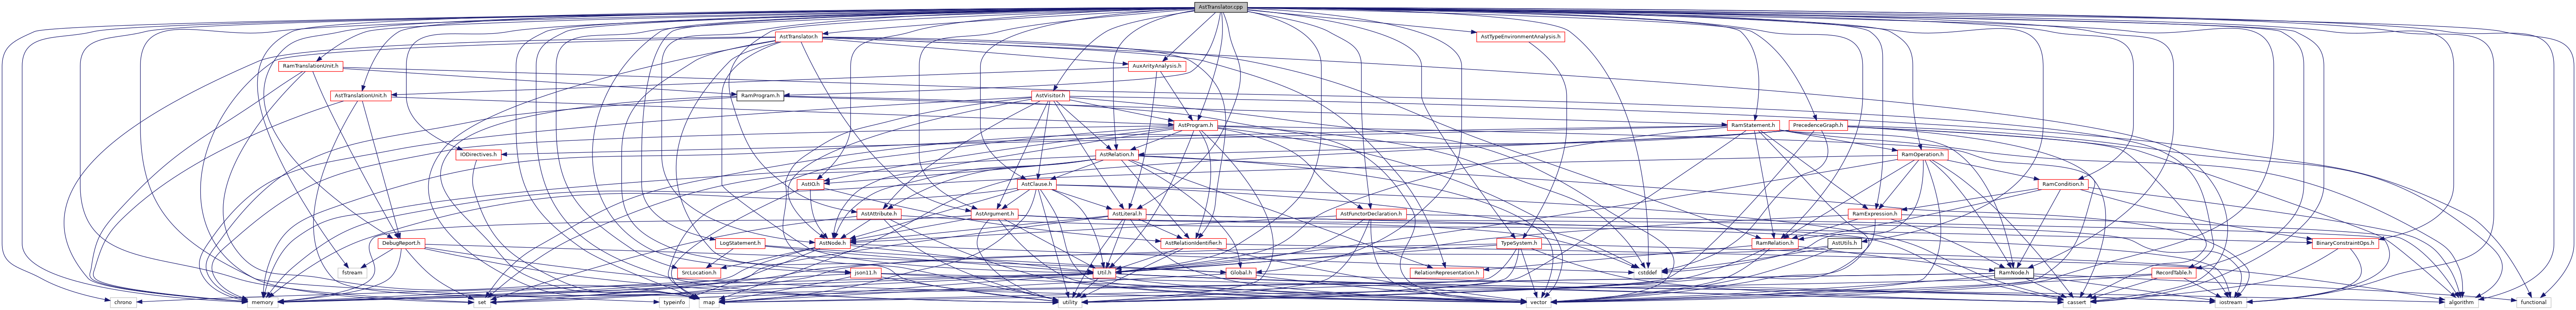 AstTranslator.cpp
AstTranslator.h
AstTypeEnvironmentAnalysis.h
RamTranslationUnit.h
AuxArityAnalysis.h
AstTranslationUnit.h
RamProgram.h
AstVisitor.h
AstProgram.h
RamStatement.h
PrecedenceGraph.h
IODirectives.h
AstRelation.h
RamOperation.h
AstIO.h
AstClause.h
RamCondition.h
AstAttribute.h
AstArgument.h
AstLiteral.h
AstFunctorDeclaration.h
RamExpression.h
DebugReport.h
LogStatement.h
AstNode.h
AstRelationIdentifier.h
TypeSystem.h
RamRelation.h
AstUtils.h
BinaryConstraintOps.h
fstream
SrcLocation.h
json11.h
Util.h
Global.h
RelationRepresentation.h
cstddef
RamNode.h
RecordTable.h
chrono
memory
set
typeinfo
map
utility
vector
cassert
iostream
algorithm
functional